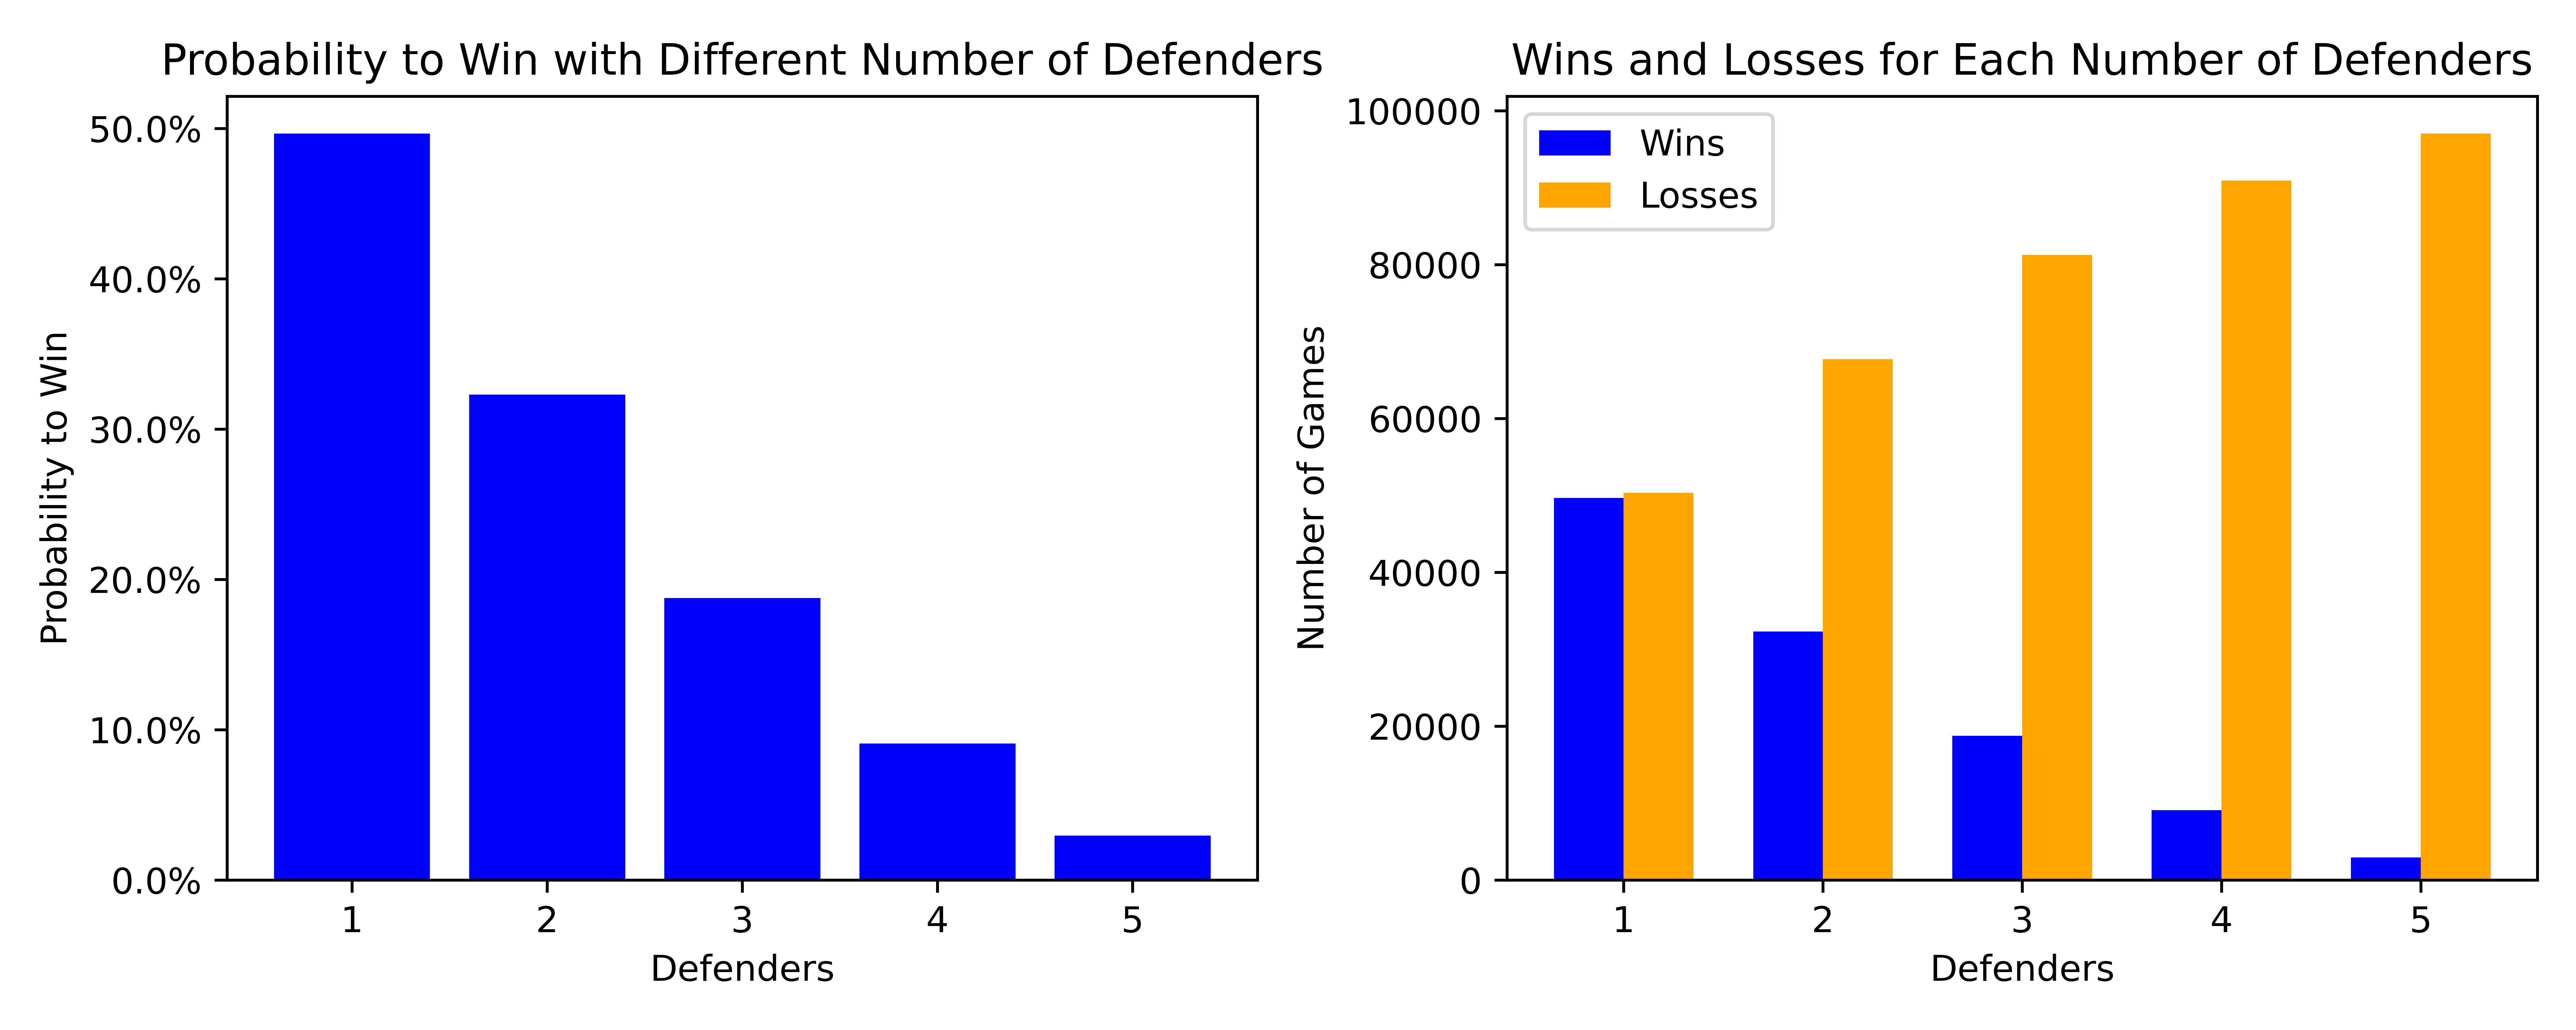 Probability to Win with Different Number of Defenders
50.0%
40.0%
30.0%
20.0%
10.0%
0.0%
Probability to Win
1 2 3 4 5
Defenders
Wins and Losses for Each Number of Defenders
100000
80000
60000
40000
20000
0
Number of Games
Wins
Losses
1 2 3 4 5
Defenders